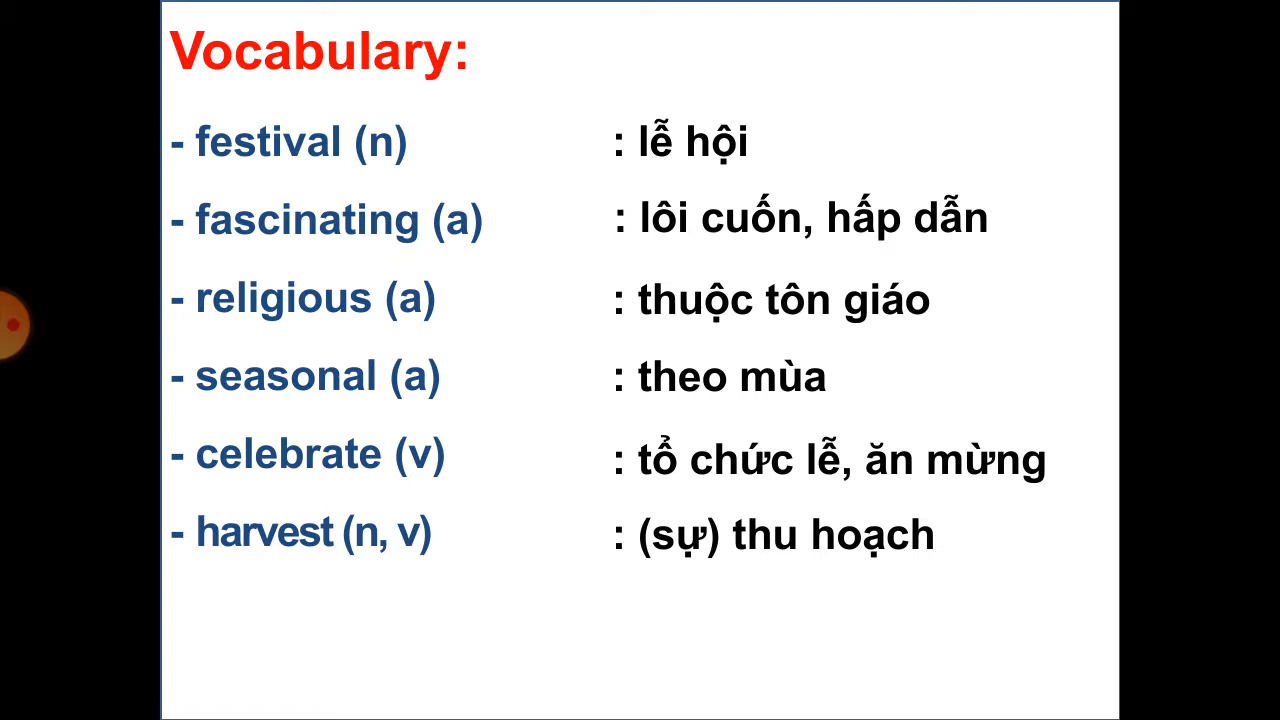 Vocabulary:
- festival (n) : lễ hội
- fascinating (a) : lôi cuốn, hấp dẫn
- religious (a) : thuộc tôn giáo
- seasonal (a) : theo mùa
- celebrate (v) : tổ chức lễ, ăn mừng
- harvest (n, v) : (sự) thu hoạch